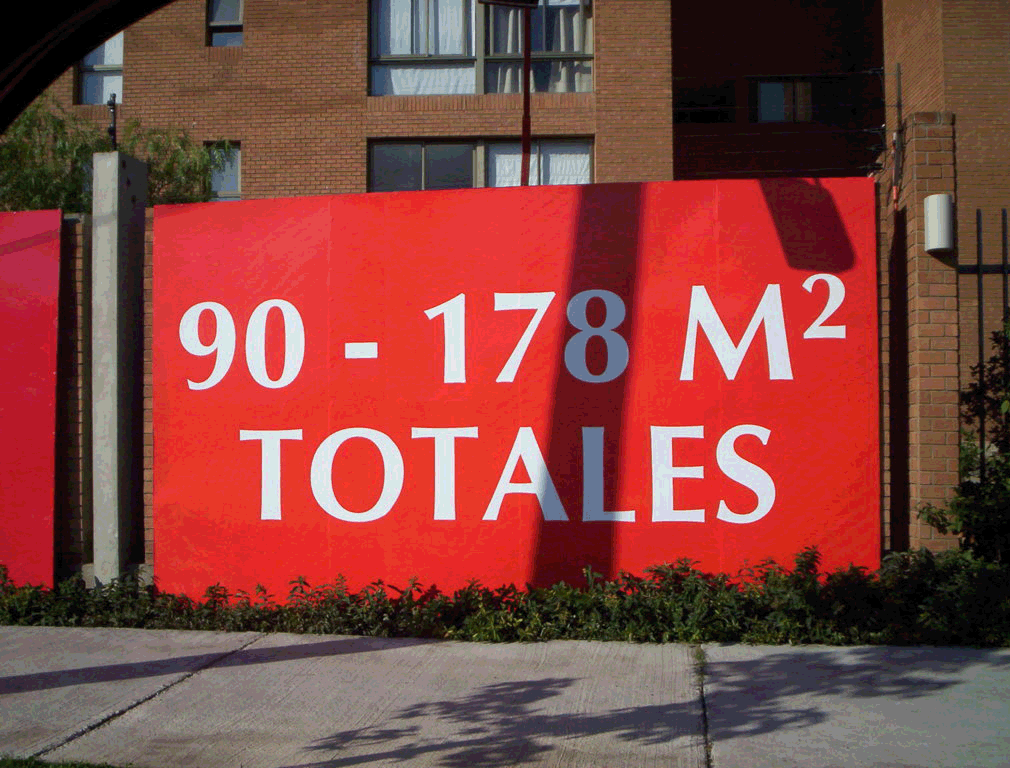 90 - 178 M²
TOTALES